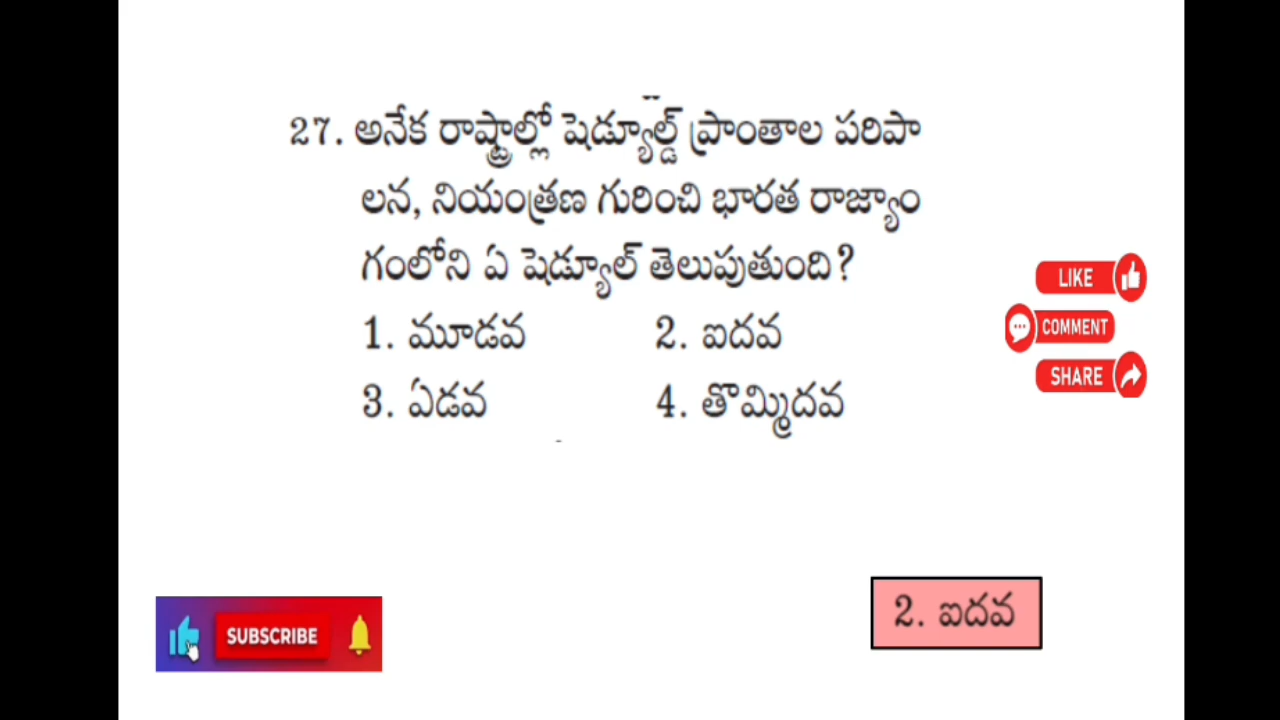 27. అనేక రాష్ట్రాల్లో షెడ్యూల్డ్ ప్రాంతాల పరిపా
లన, నియంత్రణ గురించి భారత రాజ్యాం
గంలోని ఏ షెడ్యూల్ తెలుపుతుంది?
1. మూడవ 2. ఐదవ
3. ఏడవ 4. తొమ్మిదవ
LIKE
COMMENT
SHARE
SUBSCRIBE
2. ఐదవ